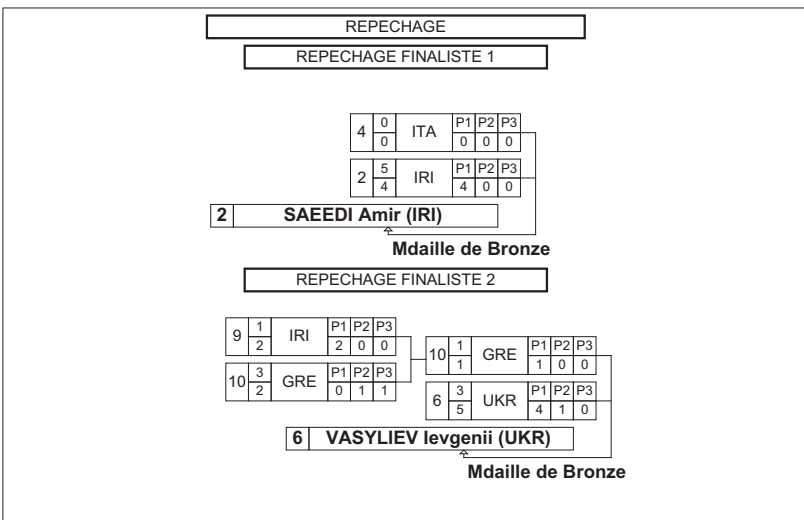 REPECHAGE
REPECHAGE FINALISTE 1
4 0 ITA P1 P2 P3
0 0 0 0
2 5 IRI P1 P2 P3
4 4 0 0
2 SAEEDI Amir (IRI)
Mdaille de Bronze
REPECHAGE FINALISTE 2
9 1 IRI P1 P2 P3
2 2 0 0
10 3 GRE P1 P2 P3
2 0 1 1
10 1 GRE P1 P2 P3
1 1 0 0
6 3 UKR P1 P2 P3
5 4 1 0
6 VASYLIEV Ievgenii (UKR)
Mdaille de Bronze